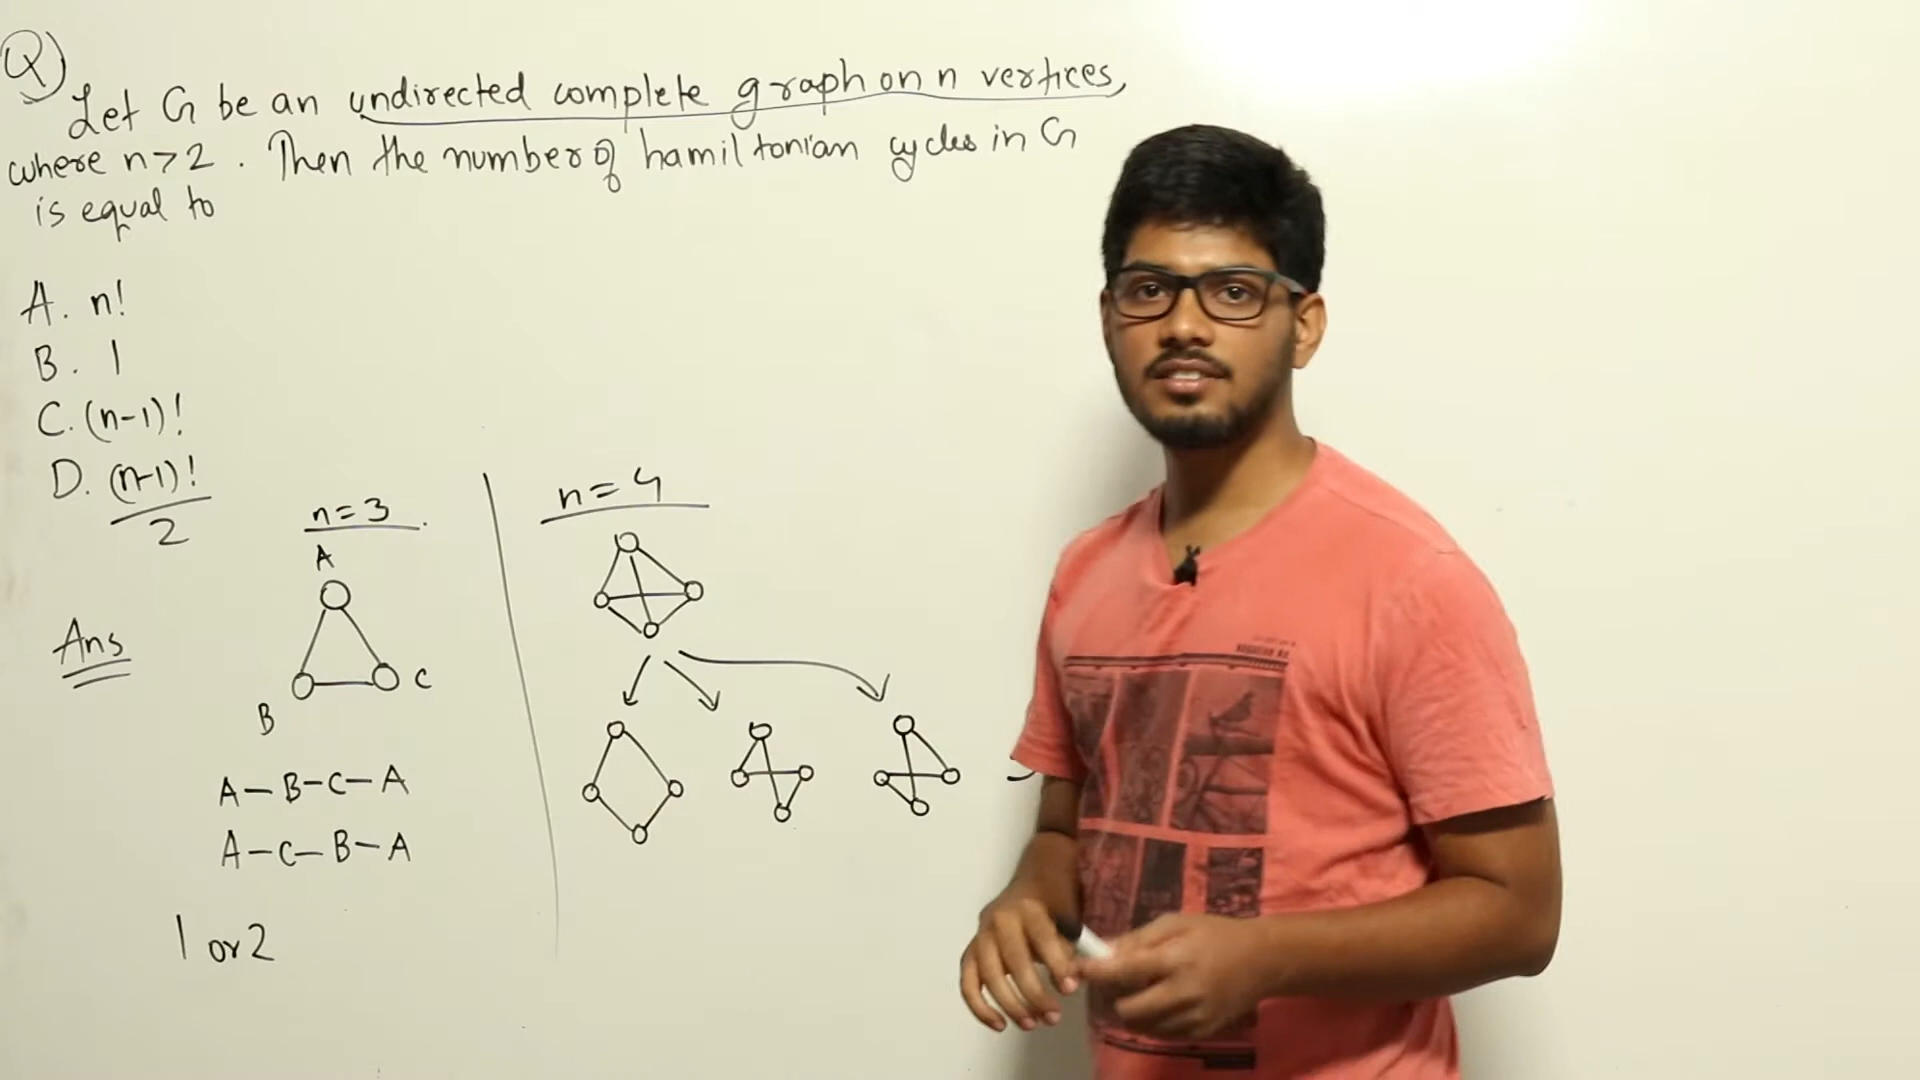 Q)
Let G be an undirected complete graph on n vertices,
where n>2. Then the number of hamiltonian cycles in G
is equal to
A. n!
B. 1
C. (n-1)!
D. (n-1)!
2
n=3
n=4
A
Ans
C
B
A-B-C-A
A-C-B-A
1 or 2